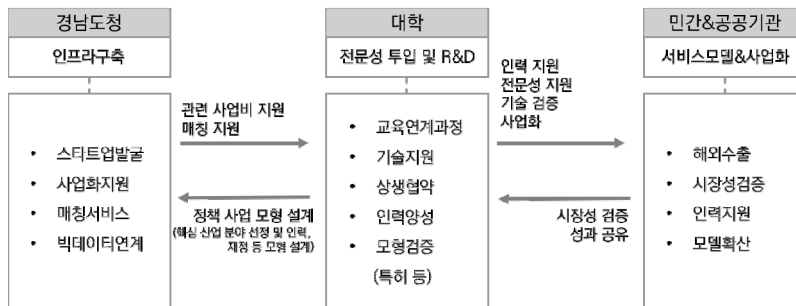 경남도청
인프라구축
• 스타트업발굴
• 사업화지원
• 매칭서비스
• 빅데이터연계
관련 사업비 지원
매칭 지원
정책 사업 모형 설계
(핵심 산업 분야 선정 및 인력,
재정 등 모형 설계)
대학
전문성 투입 및 R&D
• 교육연계과정
• 기술지원
• 상생협약
• 인력양성
• 모형검증
(특허 등)
인력 지원
전문성 지원
기술 검증
사업화
시장성 검증
성과 공유
민간&공공기관
서비스모델&사업화
• 해외수출
• 시장성검증
• 인력지원
• 모델확산